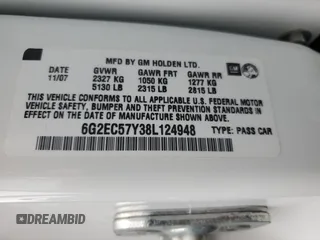 MFD BY GM HOLDEN LTD.
DATE GVWR GAWR FRT GAWR RR
11/07 2327 KG 1050 KG 1277 KG
5130 LB 2315 LB 2815 LB
THIS VEHICLE CONFORMS TO ALL APPLICABLE U.S. FEDERAL MOTOR
VEHICLE SAFETY, BUMPER AND THEFT PREVENTION STANDARDS
IN EFFECT ON THE DATE OF MANUFACTURE SHOWN ABOVE.
6G2EC57Y38L124948 TYPE: PASS CAR
DREAMBID